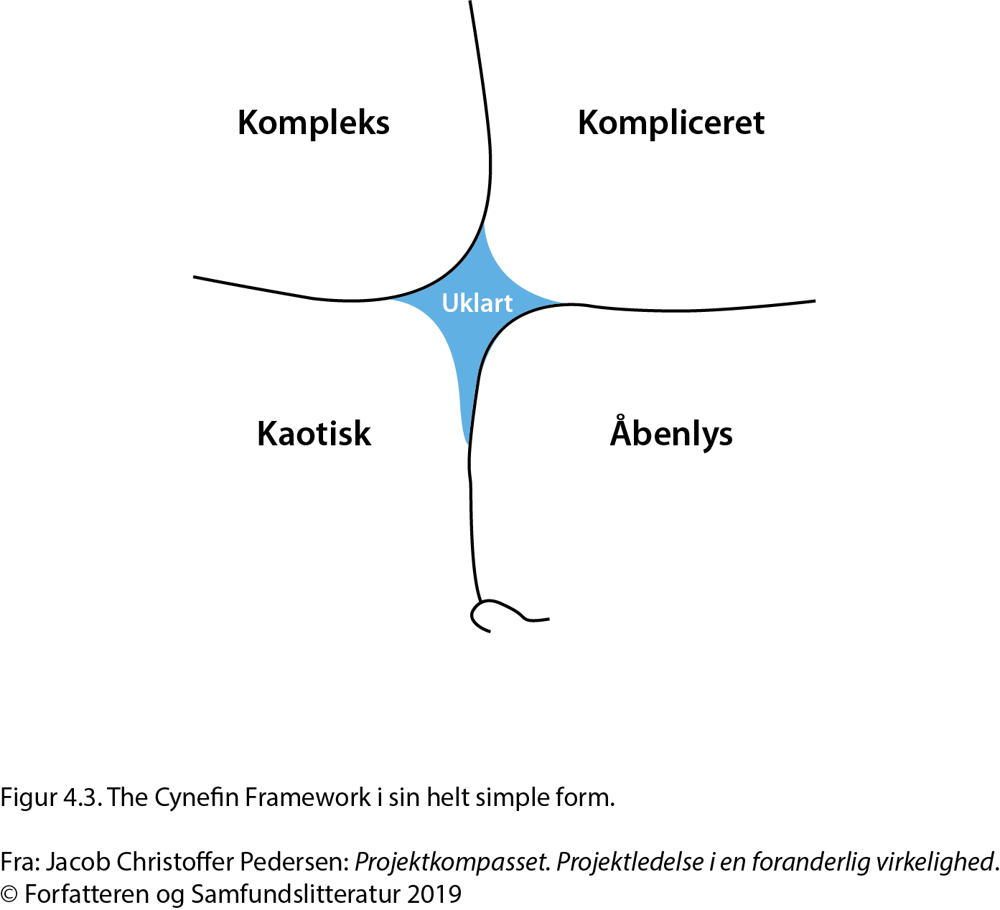 Kompleks
Kompliceret
Uklart
Kaotisk
Åbenlys
Figur 4.3. The Cynefin Framework i sin helt simple form.
Fra: Jacob Christoffer Pedersen: Projektkompasset. Projektledelse i en foranderlig virkelighed.
© Forfatteren og Samfundslitteratur 2019